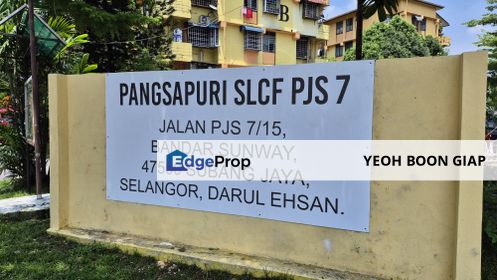 B
PANGSAPURI SLCF PJS 7
JALAN PJS 7/15,
BANDAR SUNWAY,
SUBANG JAYA,
SELANGOR, DARUL EHSAN.
EdgeProp
YEOH BOON GIAP